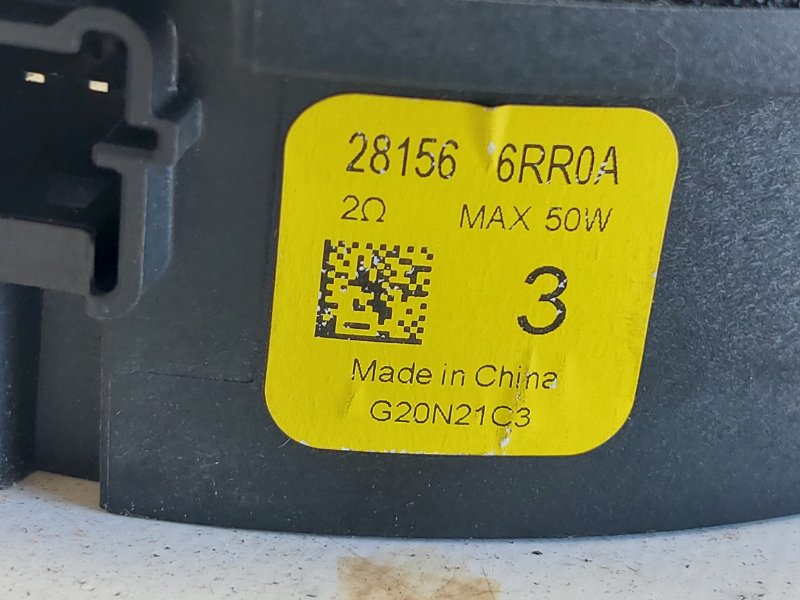 28156 6RR0A
2Ω MAX 50W
3
Made in China
G20N21C3